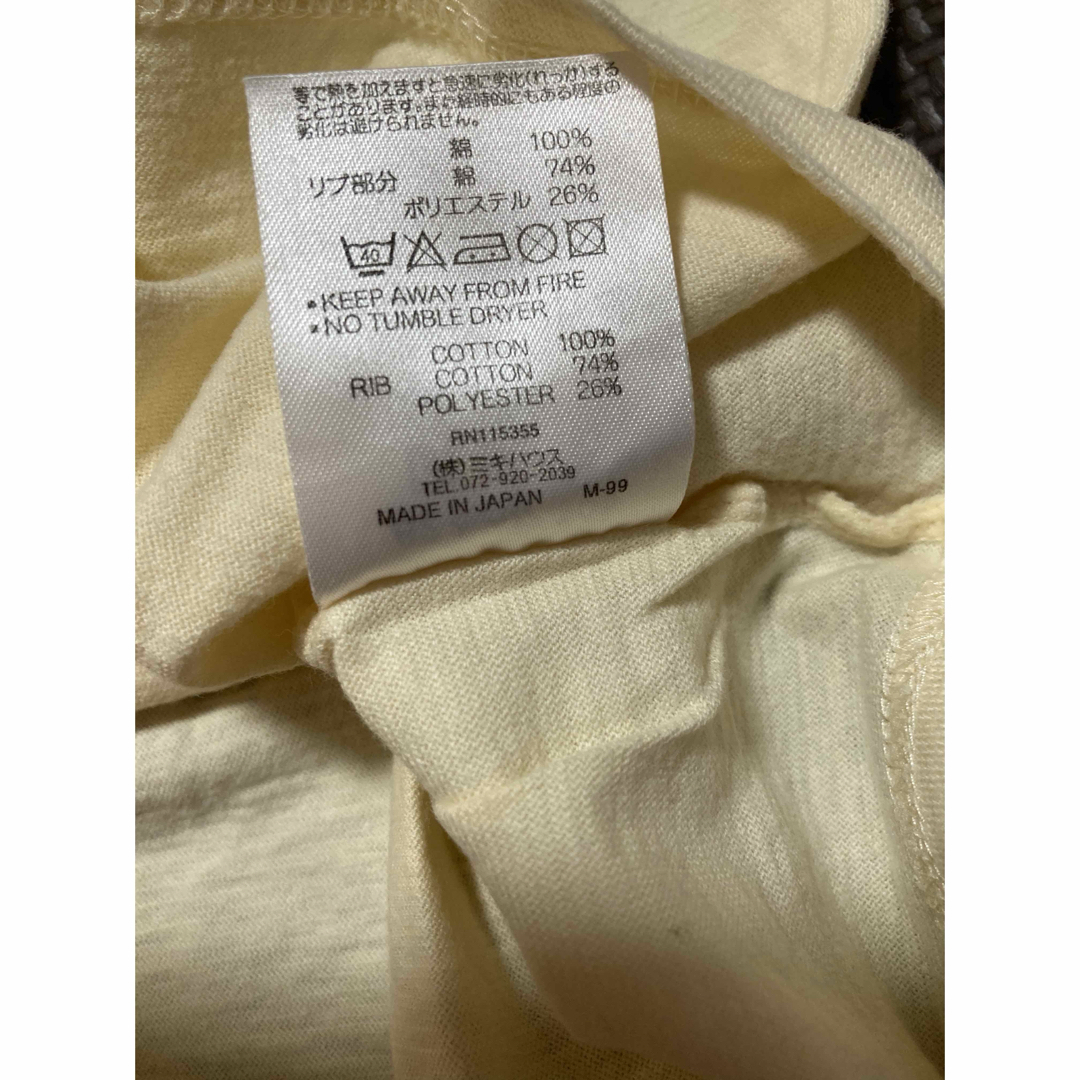 等で熱を加えますと急速に劣化(れっか)する
ことがあります。また経時的にもある程度の
劣化は避けられません。
綿 100%
リブ部分 綿 74%
ポリエステル 26%
40
•KEEP AWAY FROM FIRE
•NO TUMBLE DRYER
COTTON 100%
RIB COTTON 74%
POLYESTER 26%
RN115355
(株)ミキハウス
TEL.072-920-2039
MADE IN JAPAN M-99